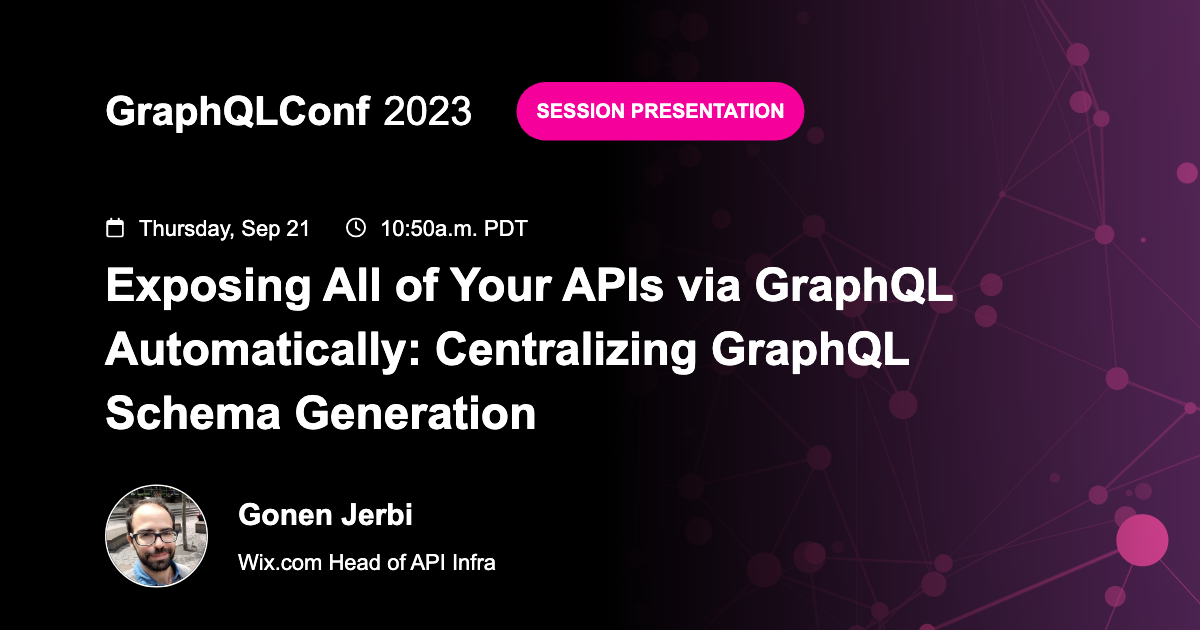 GraphQLConf 2023
SESSION PRESENTATION
Thursday, Sep 21
10:50a.m. PDT
Exposing All of Your APIs via GraphQL
Automatically: Centralizing GraphQL
Schema Generation
Gonen Jerbi
Wix.com Head of API Infra